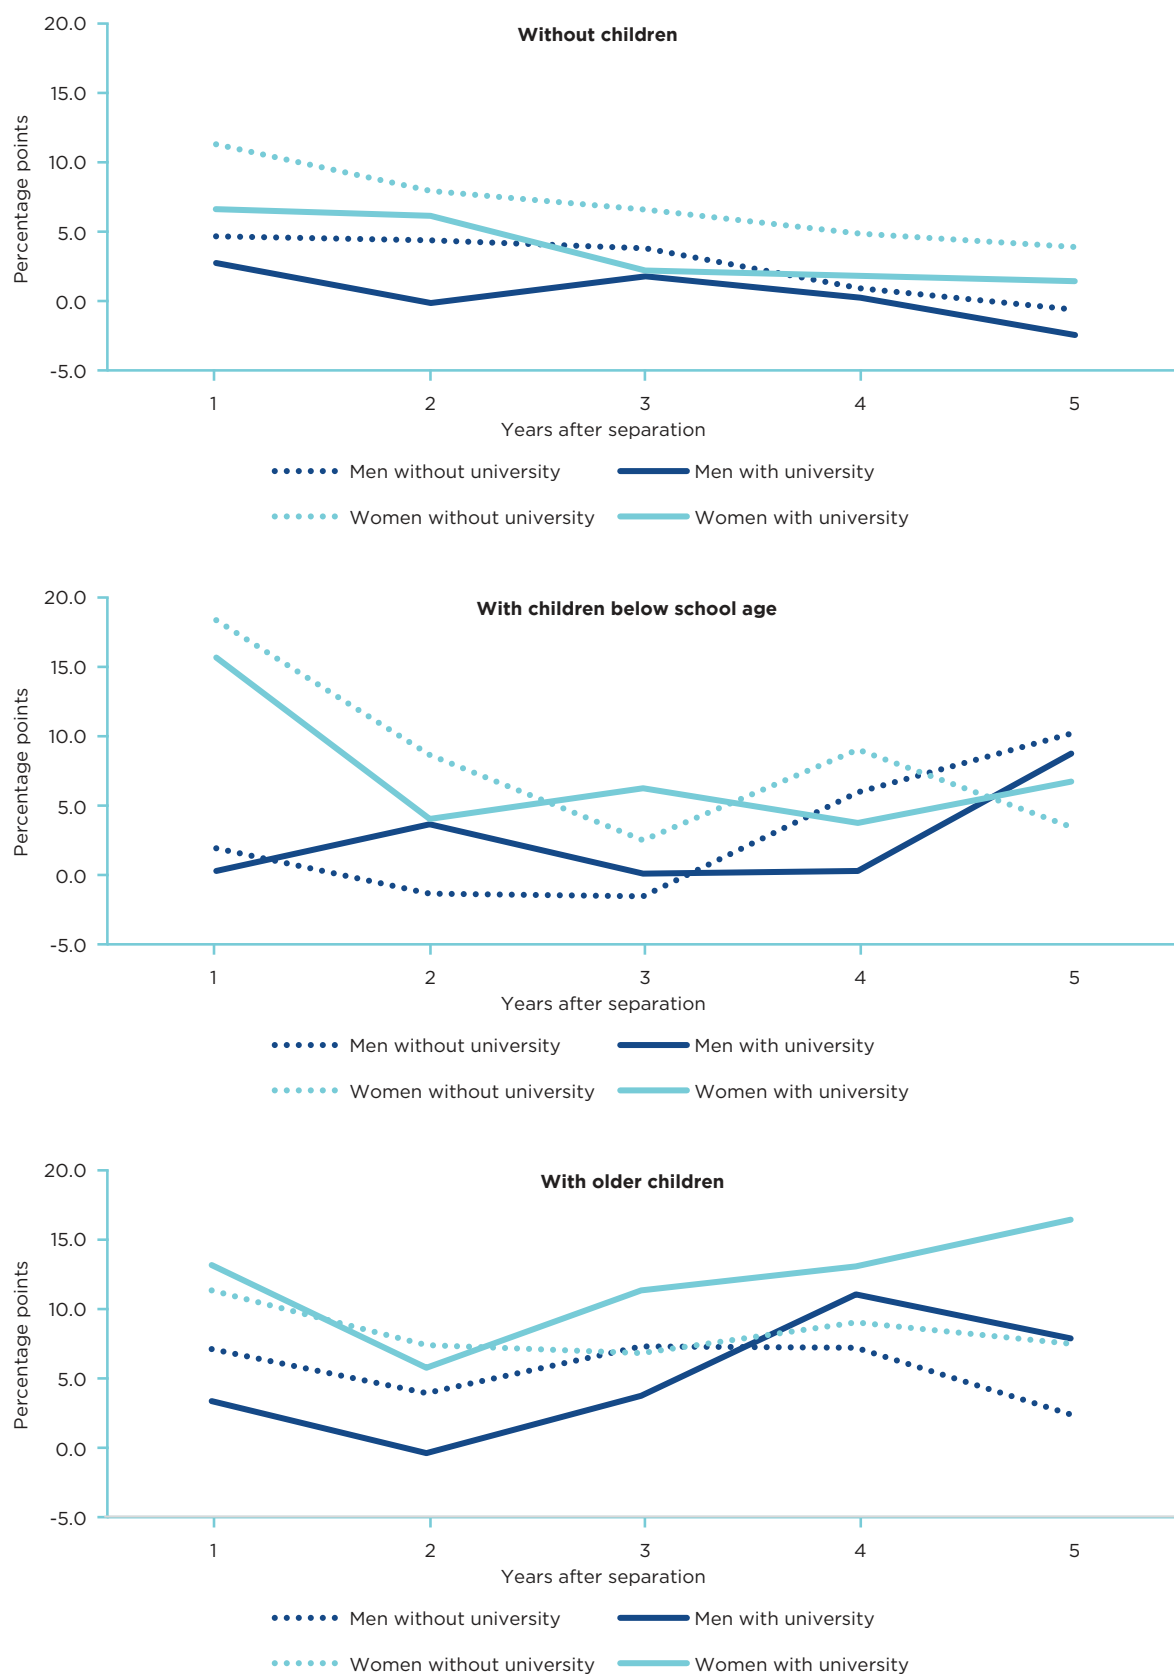 Without children
Percentage points
20.0
15.0
10.0
5.0
0.0
-5.0
1 2 3 4 5
Years after separation
Men without university Men with university
Women without university Women with university
With children below school age
Percentage points
20.0
15.0
10.0
5.0
0.0
-5.0
1 2 3 4 5
Years after separation
Men without university Men with university
Women without university Women with university
With older children
Percentage points
20.0
15.0
10.0
5.0
0.0
-5.0
1 2 3 4 5
Years after separation
Men without university Men with university
Women without university Women with university